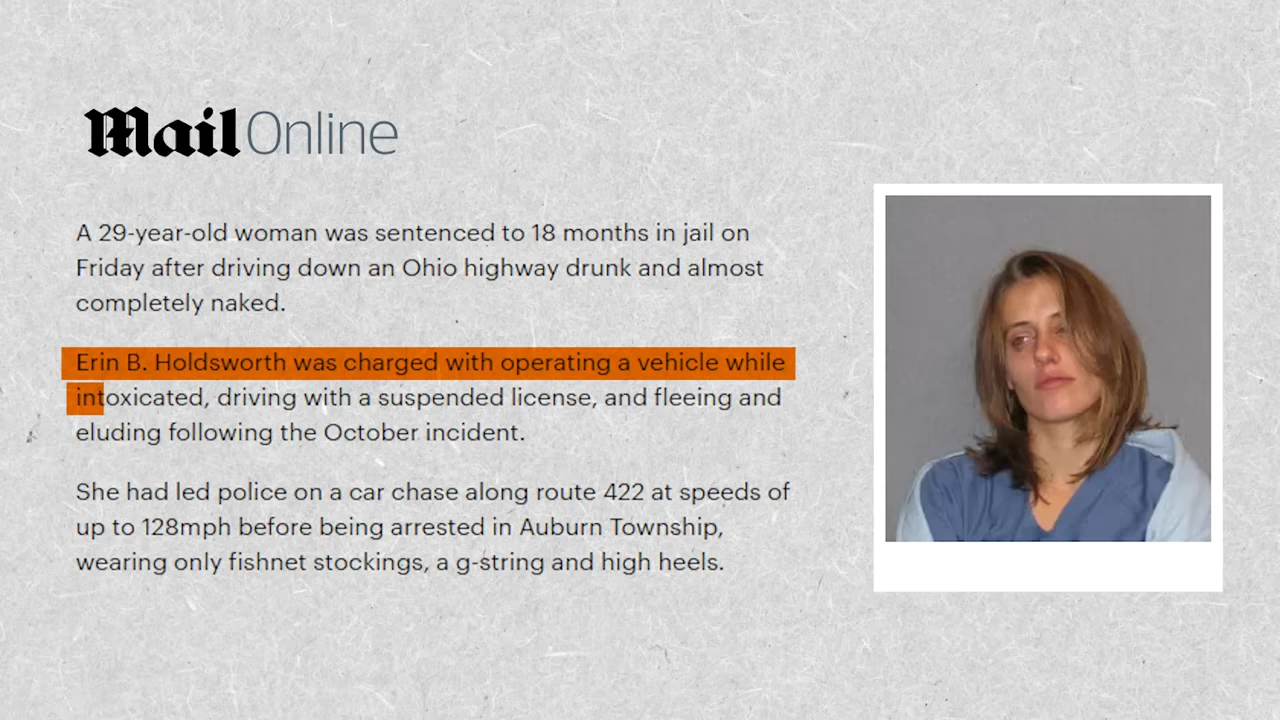 Mail Online
A 29-year-old woman was sentenced to 18 months in jail on
Friday after driving down an Ohio highway drunk and almost
completely naked.
Erin B. Holdsworth was charged with operating a vehicle while
intoxicated, driving with a suspended license, and fleeing and
eluding following the October incident.
She had led police on a car chase along route 422 at speeds of
up to 128mph before being arrested in Auburn Township,
wearing only fishnet stockings, a g-string and high heels.